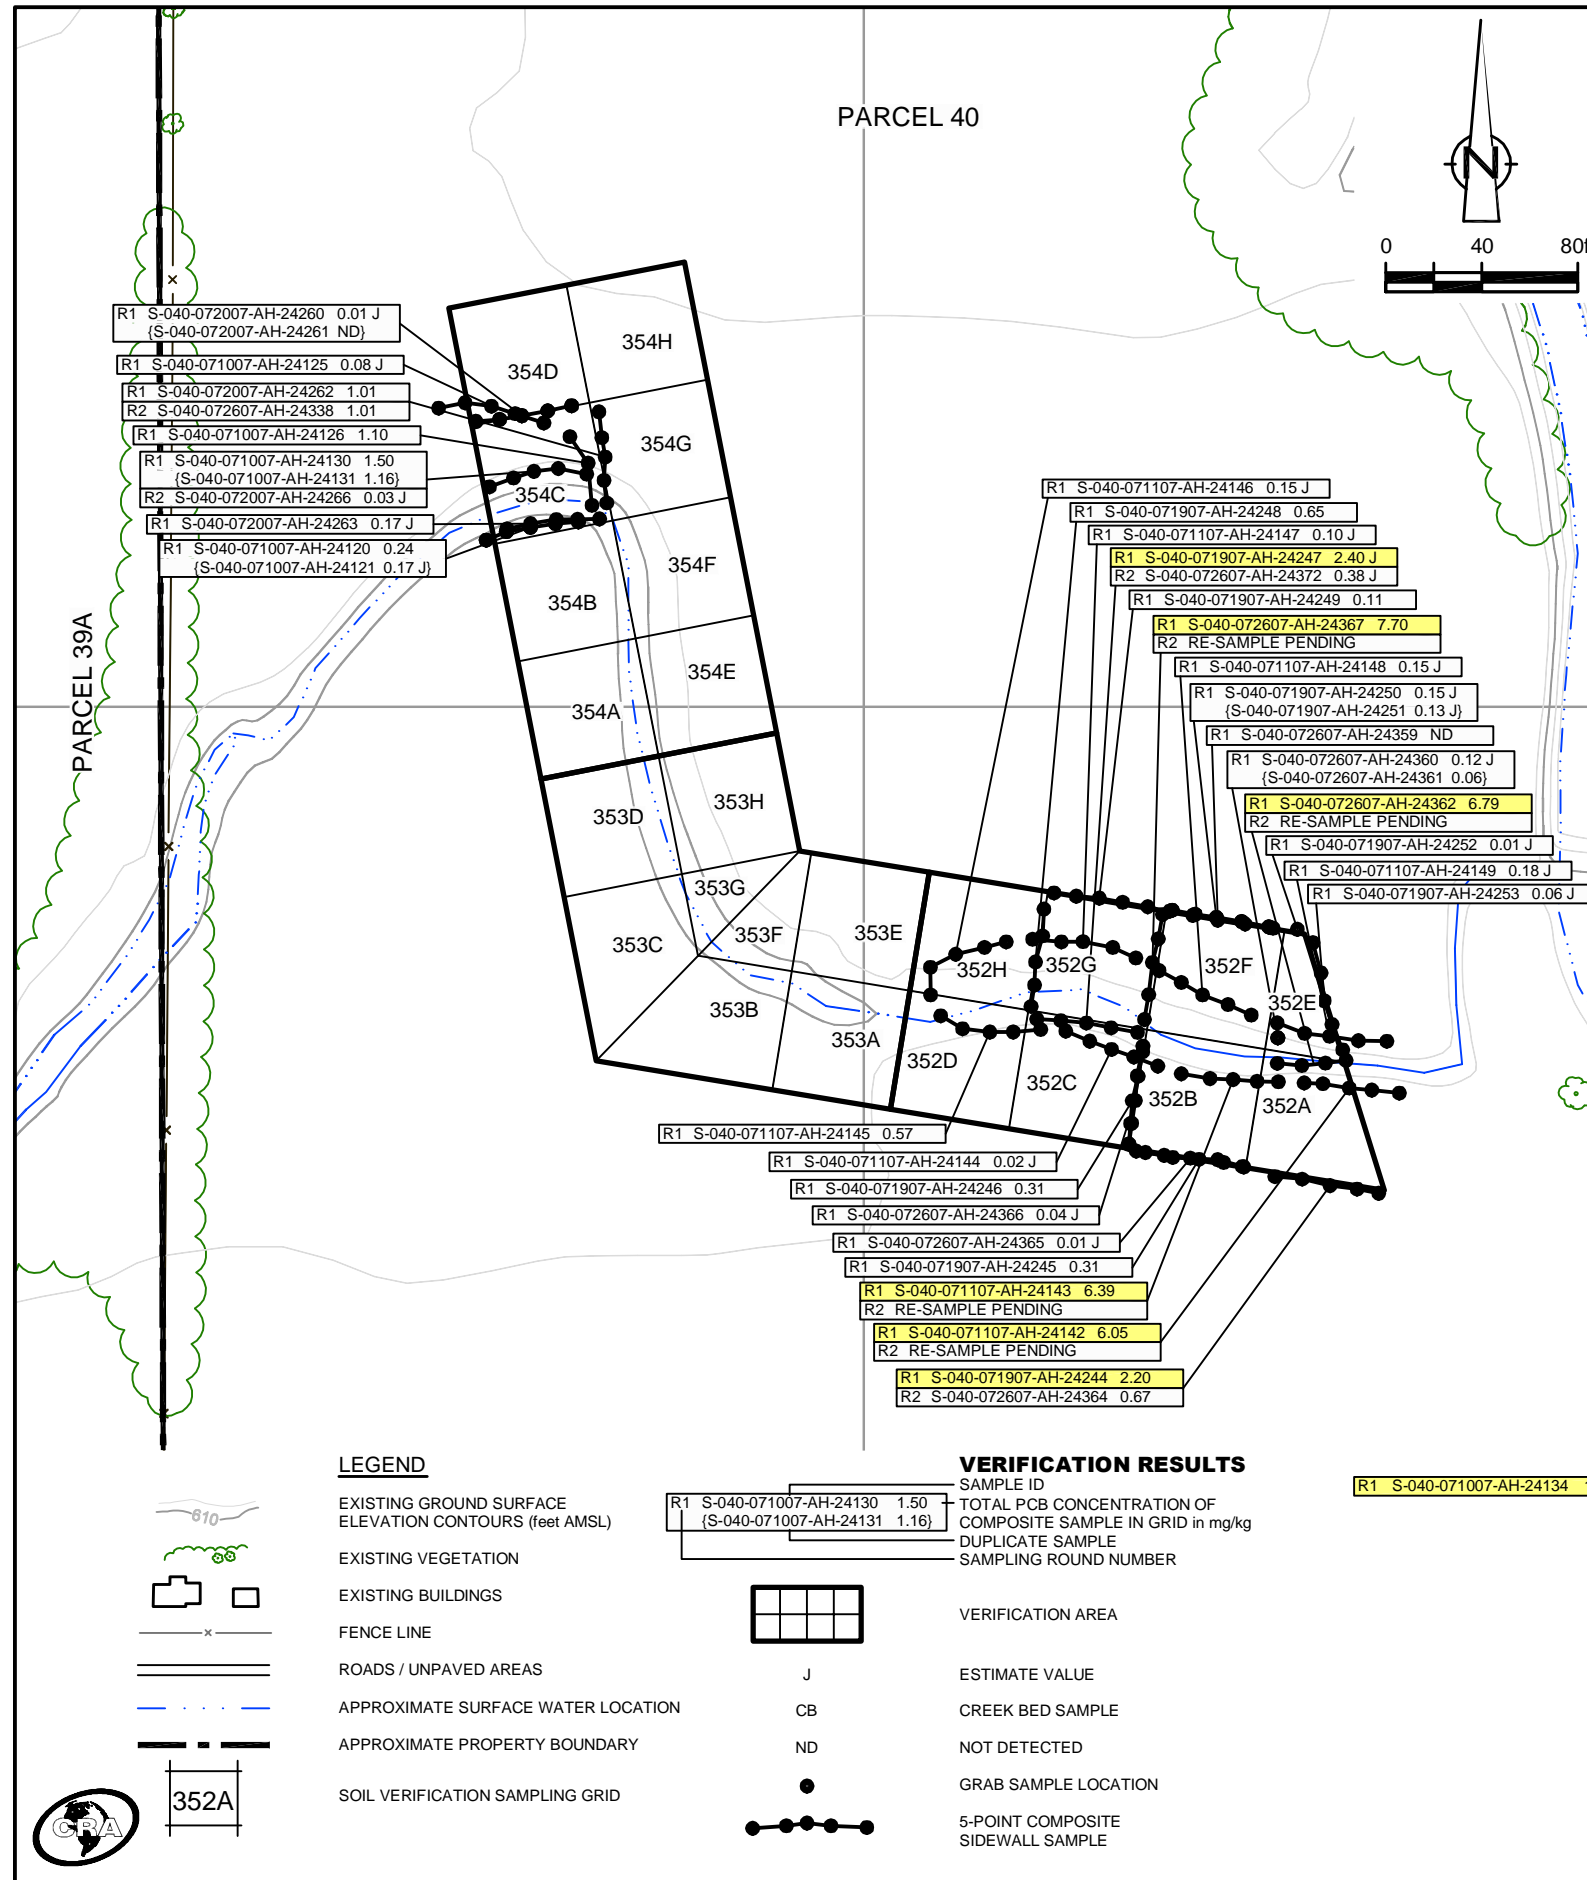 PARCEL 40
N
0 40 80f
PARCEL 39A
R1 S-040-072007-AH-24260 0.01 J
{S-040-072007-AH-24261 ND}
R1 S-040-071007-AH-24125 0.08 J
R1 S-040-072007-AH-24262 1.01
R2 S-040-072607-AH-24338 1.01
R1 S-040-071007-AH-24126 1.10
R1 S-040-071007-AH-24130 1.50
{S-040-071007-AH-24131 1.16}
R2 S-040-072007-AH-24266 0.03 J
R1 S-040-072007-AH-24263 0.17 J
R1 S-040-071007-AH-24120 0.24
{S-040-071007-AH-24121 0.17 J}
354H
354D
354G
354C
354F
354B
354E
354A
353H
353D
353G
353F
353E
353C
353B
353A
352H
352G
352F
352E
352D
352C
352B
352A
R1 S-040-071107-AH-24146 0.15 J
R1 S-040-071907-AH-24248 0.65
R1 S-040-071107-AH-24147 0.10 J
R1 S-040-071907-AH-24247 2.40 J
R2 S-040-072607-AH-24372 0.38 J
R1 S-040-071907-AH-24249 0.11
R1 S-040-072607-AH-24367 7.70
R2 RE-SAMPLE PENDING
R1 S-040-071107-AH-24148 0.15 J
R1 S-040-071907-AH-24250 0.15 J
{S-040-071907-AH-24251 0.13 J}
R1 S-040-072607-AH-24359 ND
R1 S-040-072607-AH-24360 0.12 J
{S-040-072607-AH-24361 0.06}
R1 S-040-072607-AH-24362 6.79
R2 RE-SAMPLE PENDING
R1 S-040-071907-AH-24252 0.01 J
R1 S-040-071107-AH-24149 0.18 J
R1 S-040-071907-AH-24253 0.06 J
R1 S-040-071107-AH-24145 0.57
R1 S-040-071107-AH-24144 0.02 J
R1 S-040-071907-AH-24246 0.31
R1 S-040-072607-AH-24366 0.04 J
R1 S-040-072607-AH-24365 0.01 J
R1 S-040-071907-AH-24245 0.31
R1 S-040-071107-AH-24143 6.39
R2 RE-SAMPLE PENDING
R1 S-040-071107-AH-24142 6.05
R2 RE-SAMPLE PENDING
R1 S-040-071907-AH-24244 2.20
R2 S-040-072607-AH-24364 0.67
LEGEND
610
EXISTING GROUND SURFACE
ELEVATION CONTOURS (feet AMSL)
EXISTING VEGETATION
EXISTING BUILDINGS
FENCE LINE
ROADS / UNPAVED AREAS
APPROXIMATE SURFACE WATER LOCATION
APPROXIMATE PROPERTY BOUNDARY
352A
SOIL VERIFICATION SAMPLING GRID
CRA
VERIFICATION RESULTS
R1 S-040-071007-AH-24130 1.50
{S-040-071007-AH-24131 1.16}
SAMPLE ID
TOTAL PCB CONCENTRATION OF
COMPOSITE SAMPLE IN GRID in mg/kg
DUPLICATE SAMPLE
SAMPLING ROUND NUMBER
VERIFICATION AREA
J ESTIMATE VALUE
CB CREEK BED SAMPLE
ND NOT DETECTED
GRAB SAMPLE LOCATION
5-POINT COMPOSITE
SIDEWALL SAMPLE
R1 S-040-071007-AH-24134